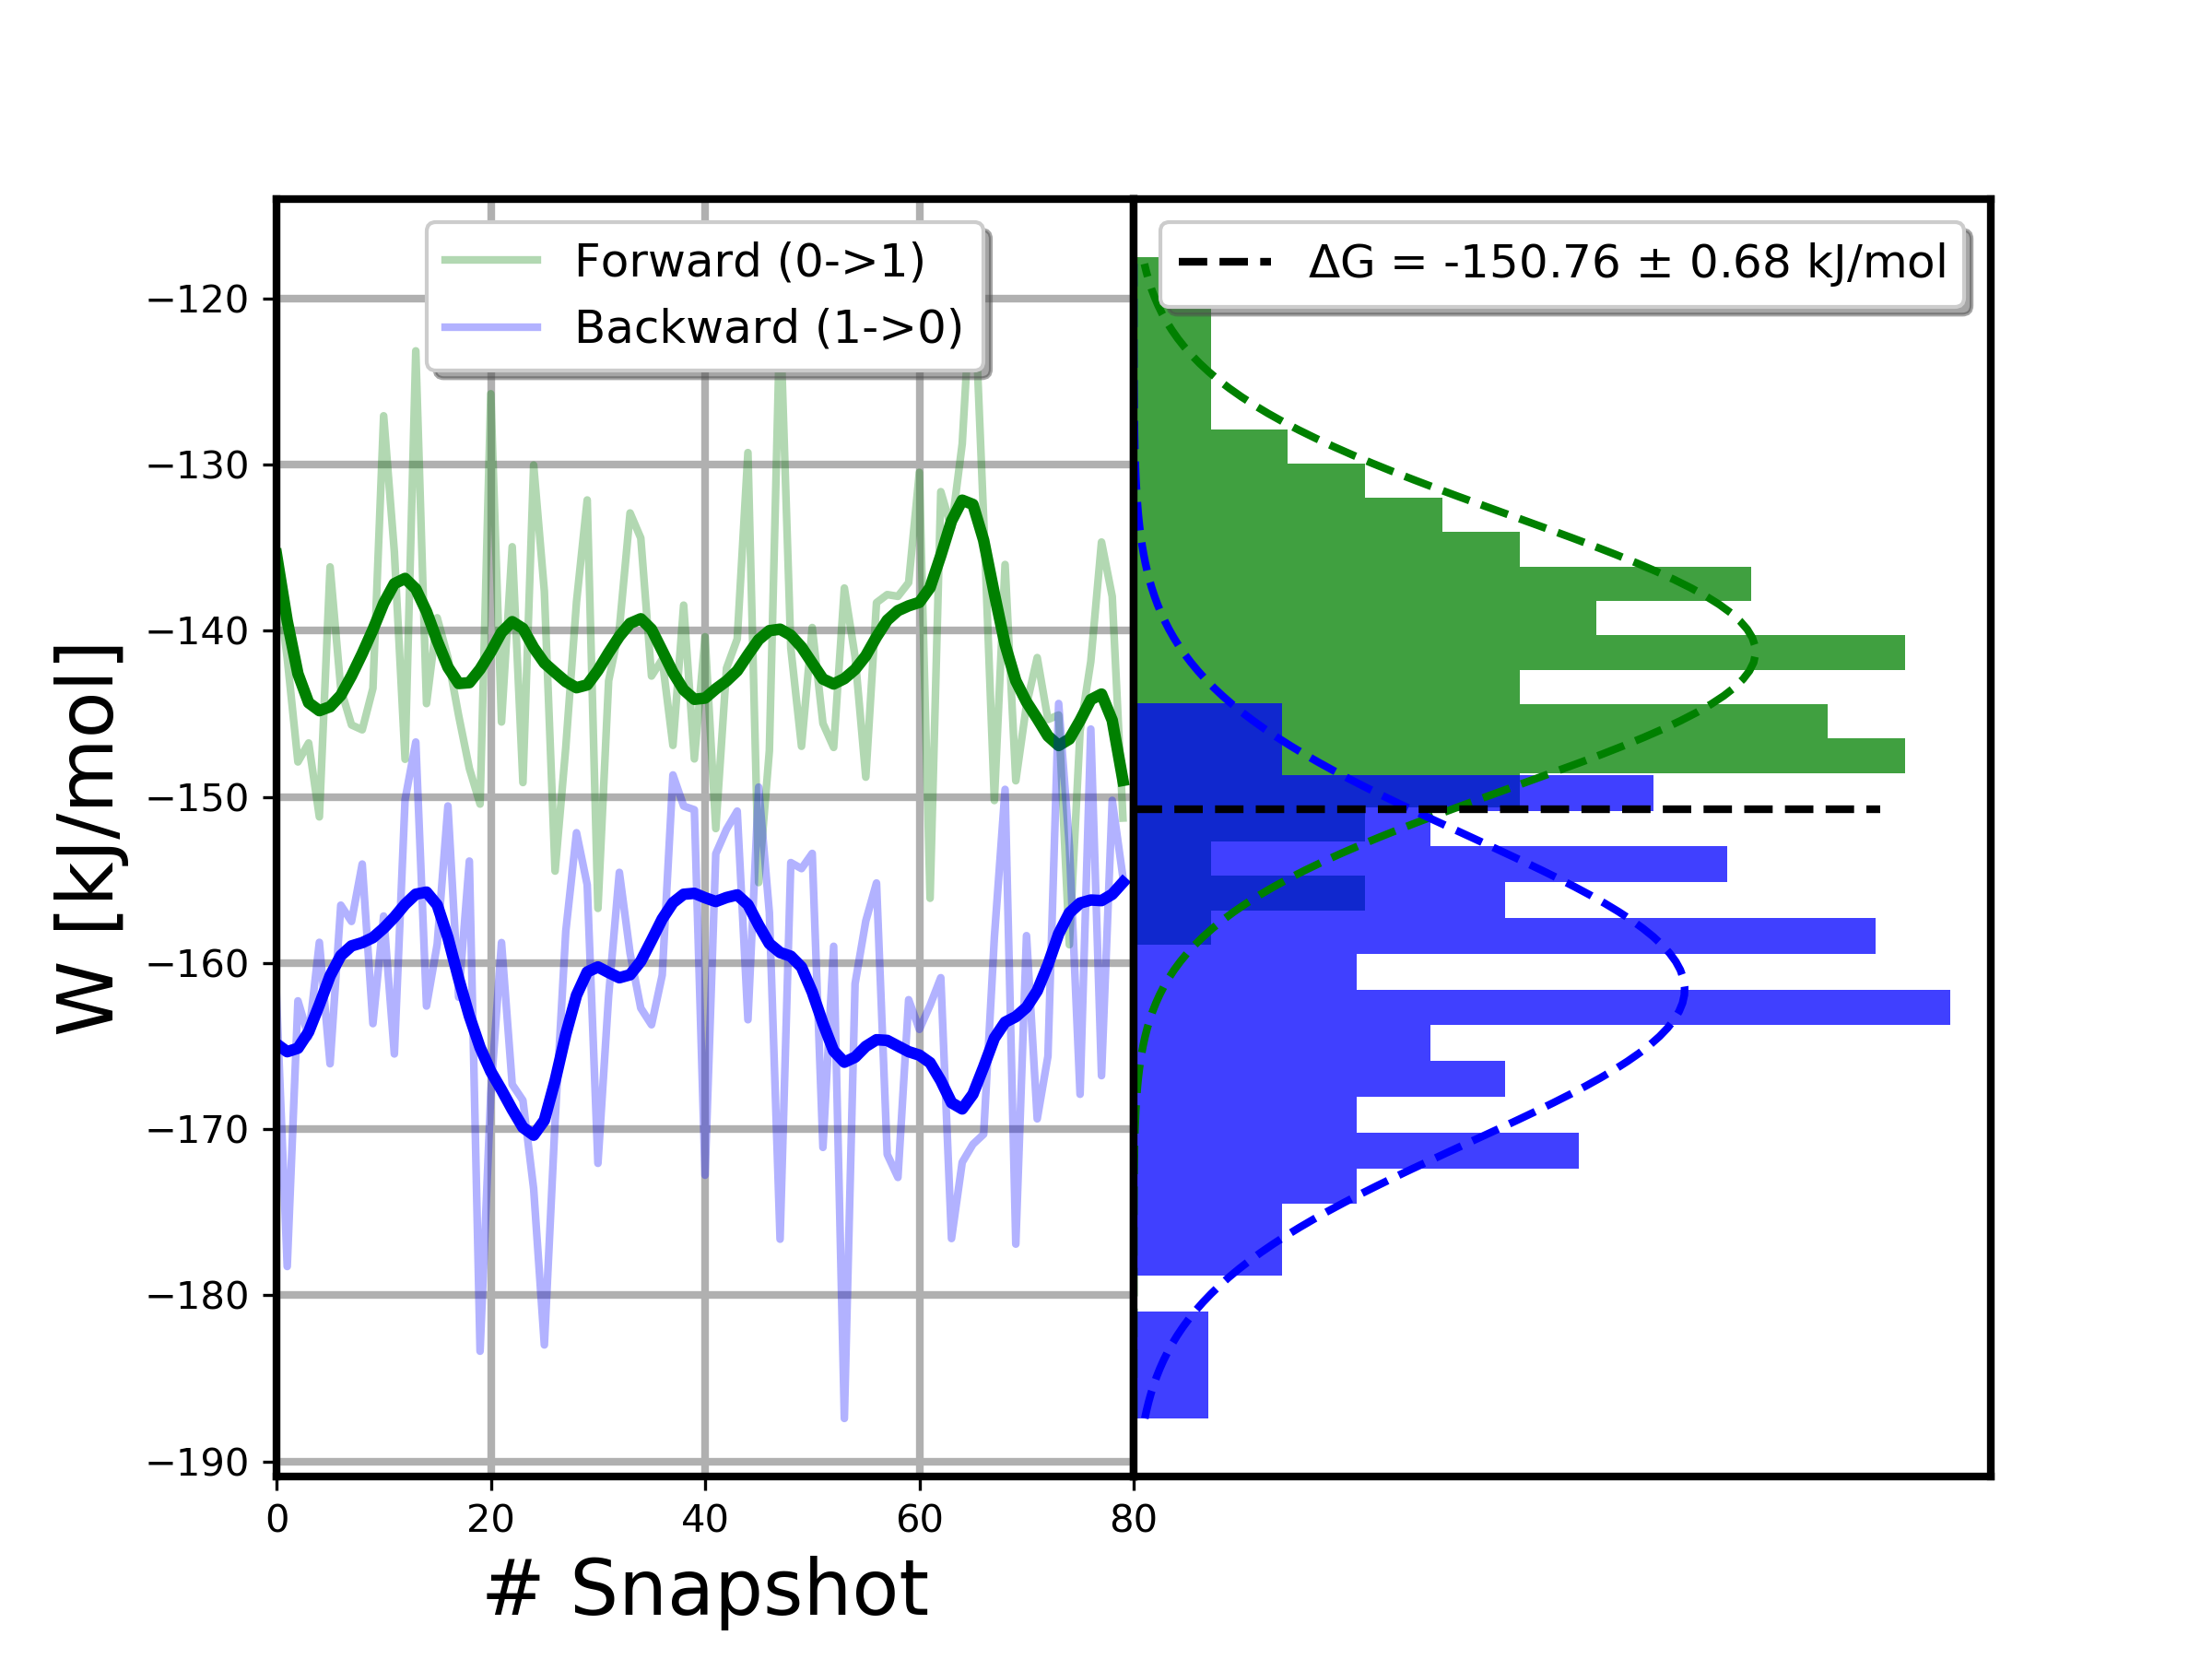 Forward (0->1)
Backward (1->0)
ΔG = -150.76 ± 0.68 kJ/mol
W [kJ/mol]
−120
−130
−140
−150
−160
−170
−180
−190
0 20 40 60 80
# Snapshot